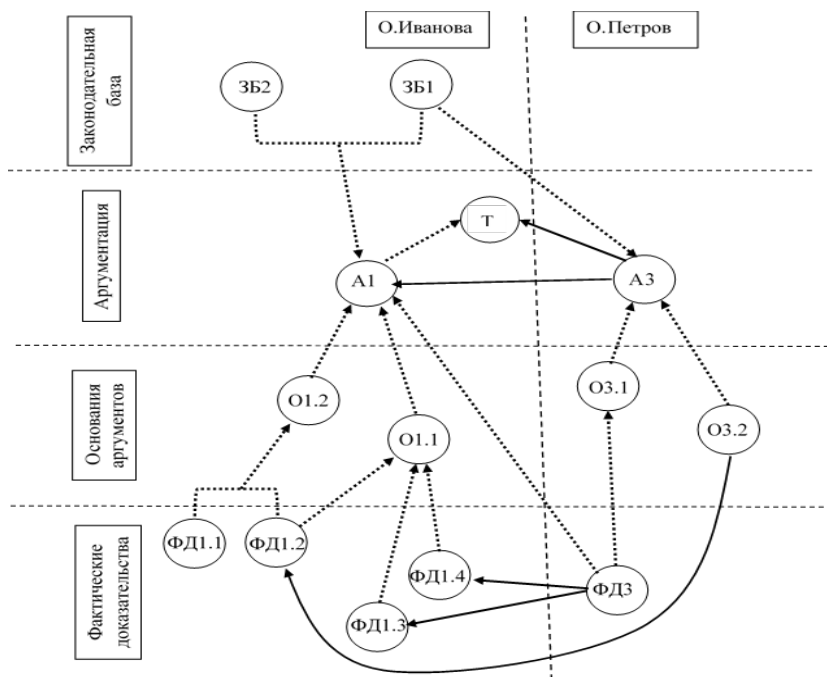 О.Иванова
О.Петров
Законодательная
база
ЗБ2
ЗБ1
Аргументация
Т
А1
А3
Основания
аргументов
О1.2
О3.1
О1.1
О3.2
Фактические
доказательства
ФД1.1
ФД1.2
ФД1.4
ФД3
ФД1.3